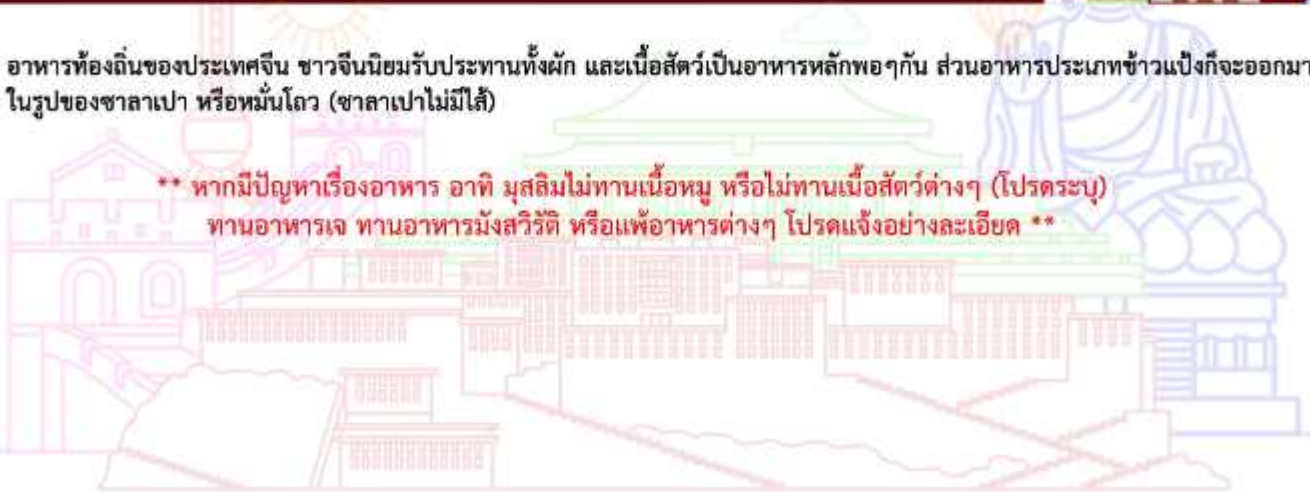 อาหารท้องถิ่นของประเทศจีน ชาวจีนนิยมรับประทานทั้งผัก และเนื้อสัตว์เป็นอาหารหลักพอๆกัน ส่วนอาหารประเภทข้าวแป้งก็จะออกมา
ในรูปของซาลาเปา หรือหมั่นโถว (ซาลาเปาไม่มีไส้)
** หากมีปัญหาเรื่องอาหาร อาทิ มุสลิมไม่ทานเนื้อหมู หรือไม่ทานเนื้อสัตว์ต่างๆ (โปรดระบุ)
ทานอาหารเจ ทานอาหารมังสวิรัติ หรือแพ้อาหารต่างๆ โปรดแจ้งอย่างละเอียด **